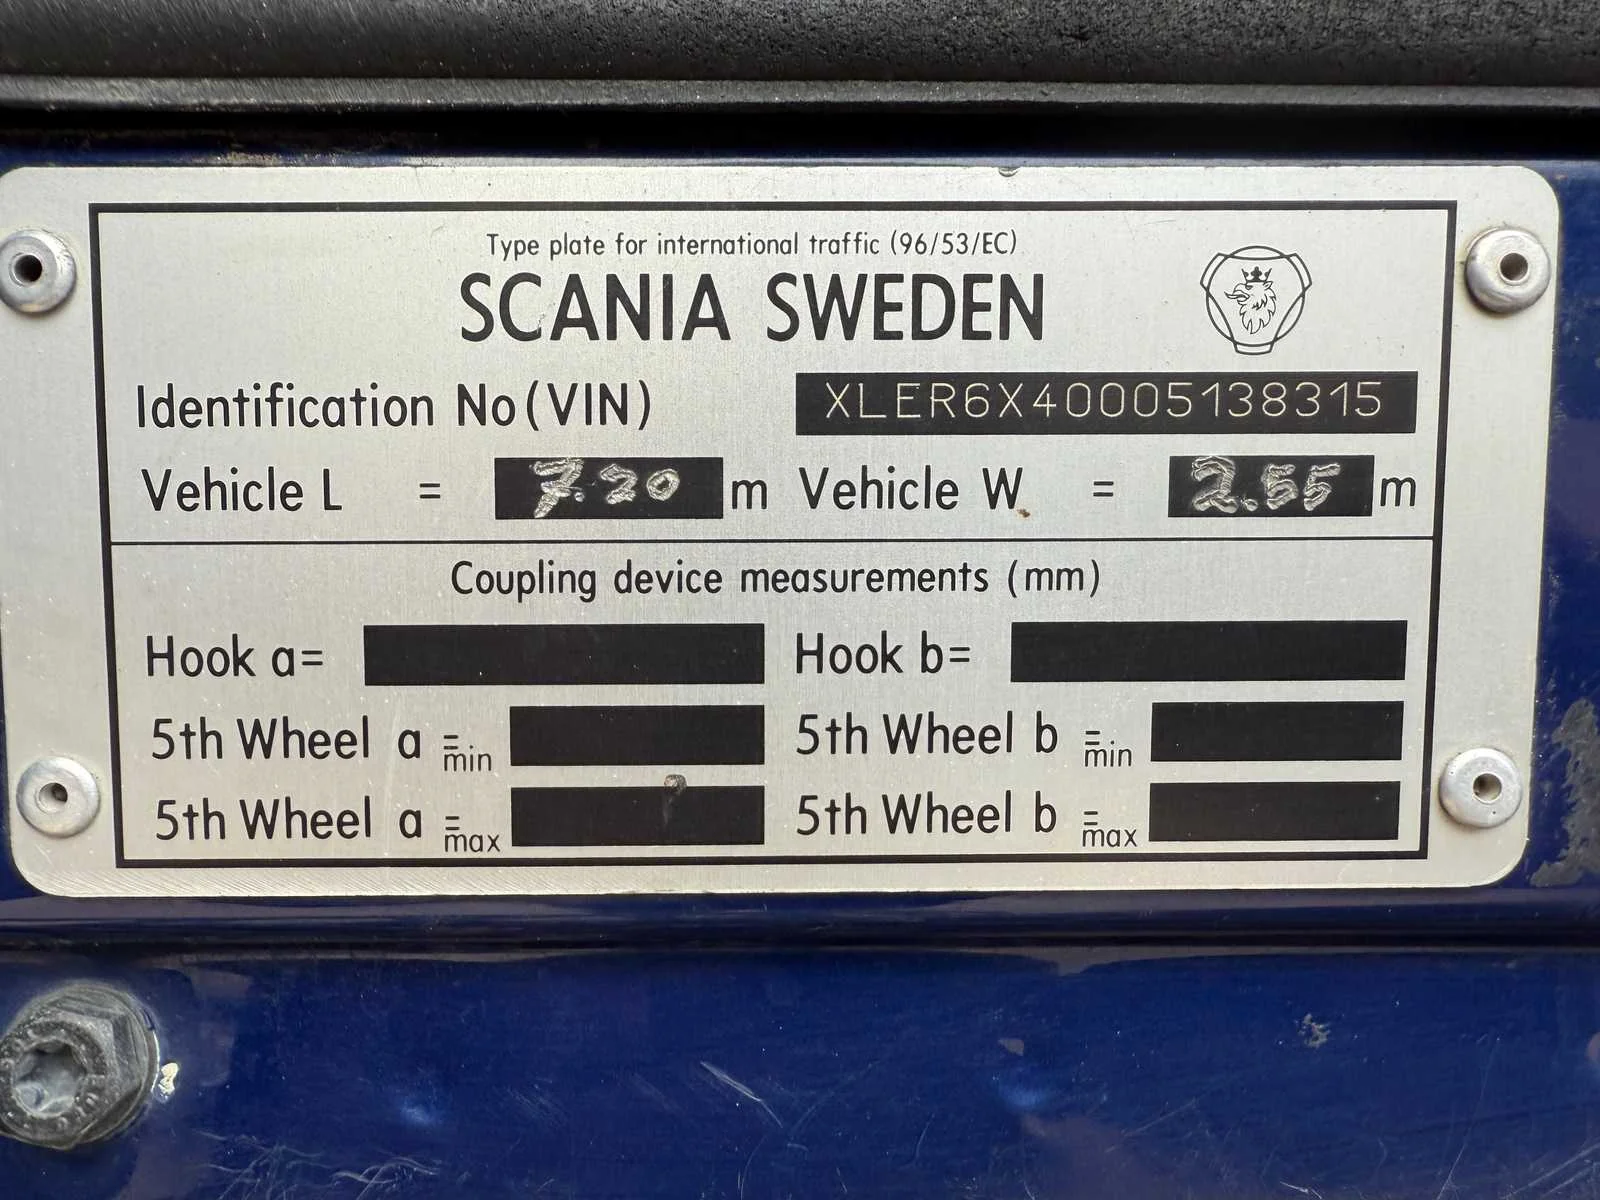 Type plate for international traffic (96/53/EC)
SCANIA SWEDEN
Identification No (VIN) XLER6X40005138315
Vehicle L = 7.20 m Vehicle W = 2.55 m
Coupling device measurements (mm)
Hook a= Hook b=
5th Wheel a = min 5th Wheel b = min
5th Wheel a = max 5th Wheel b = max